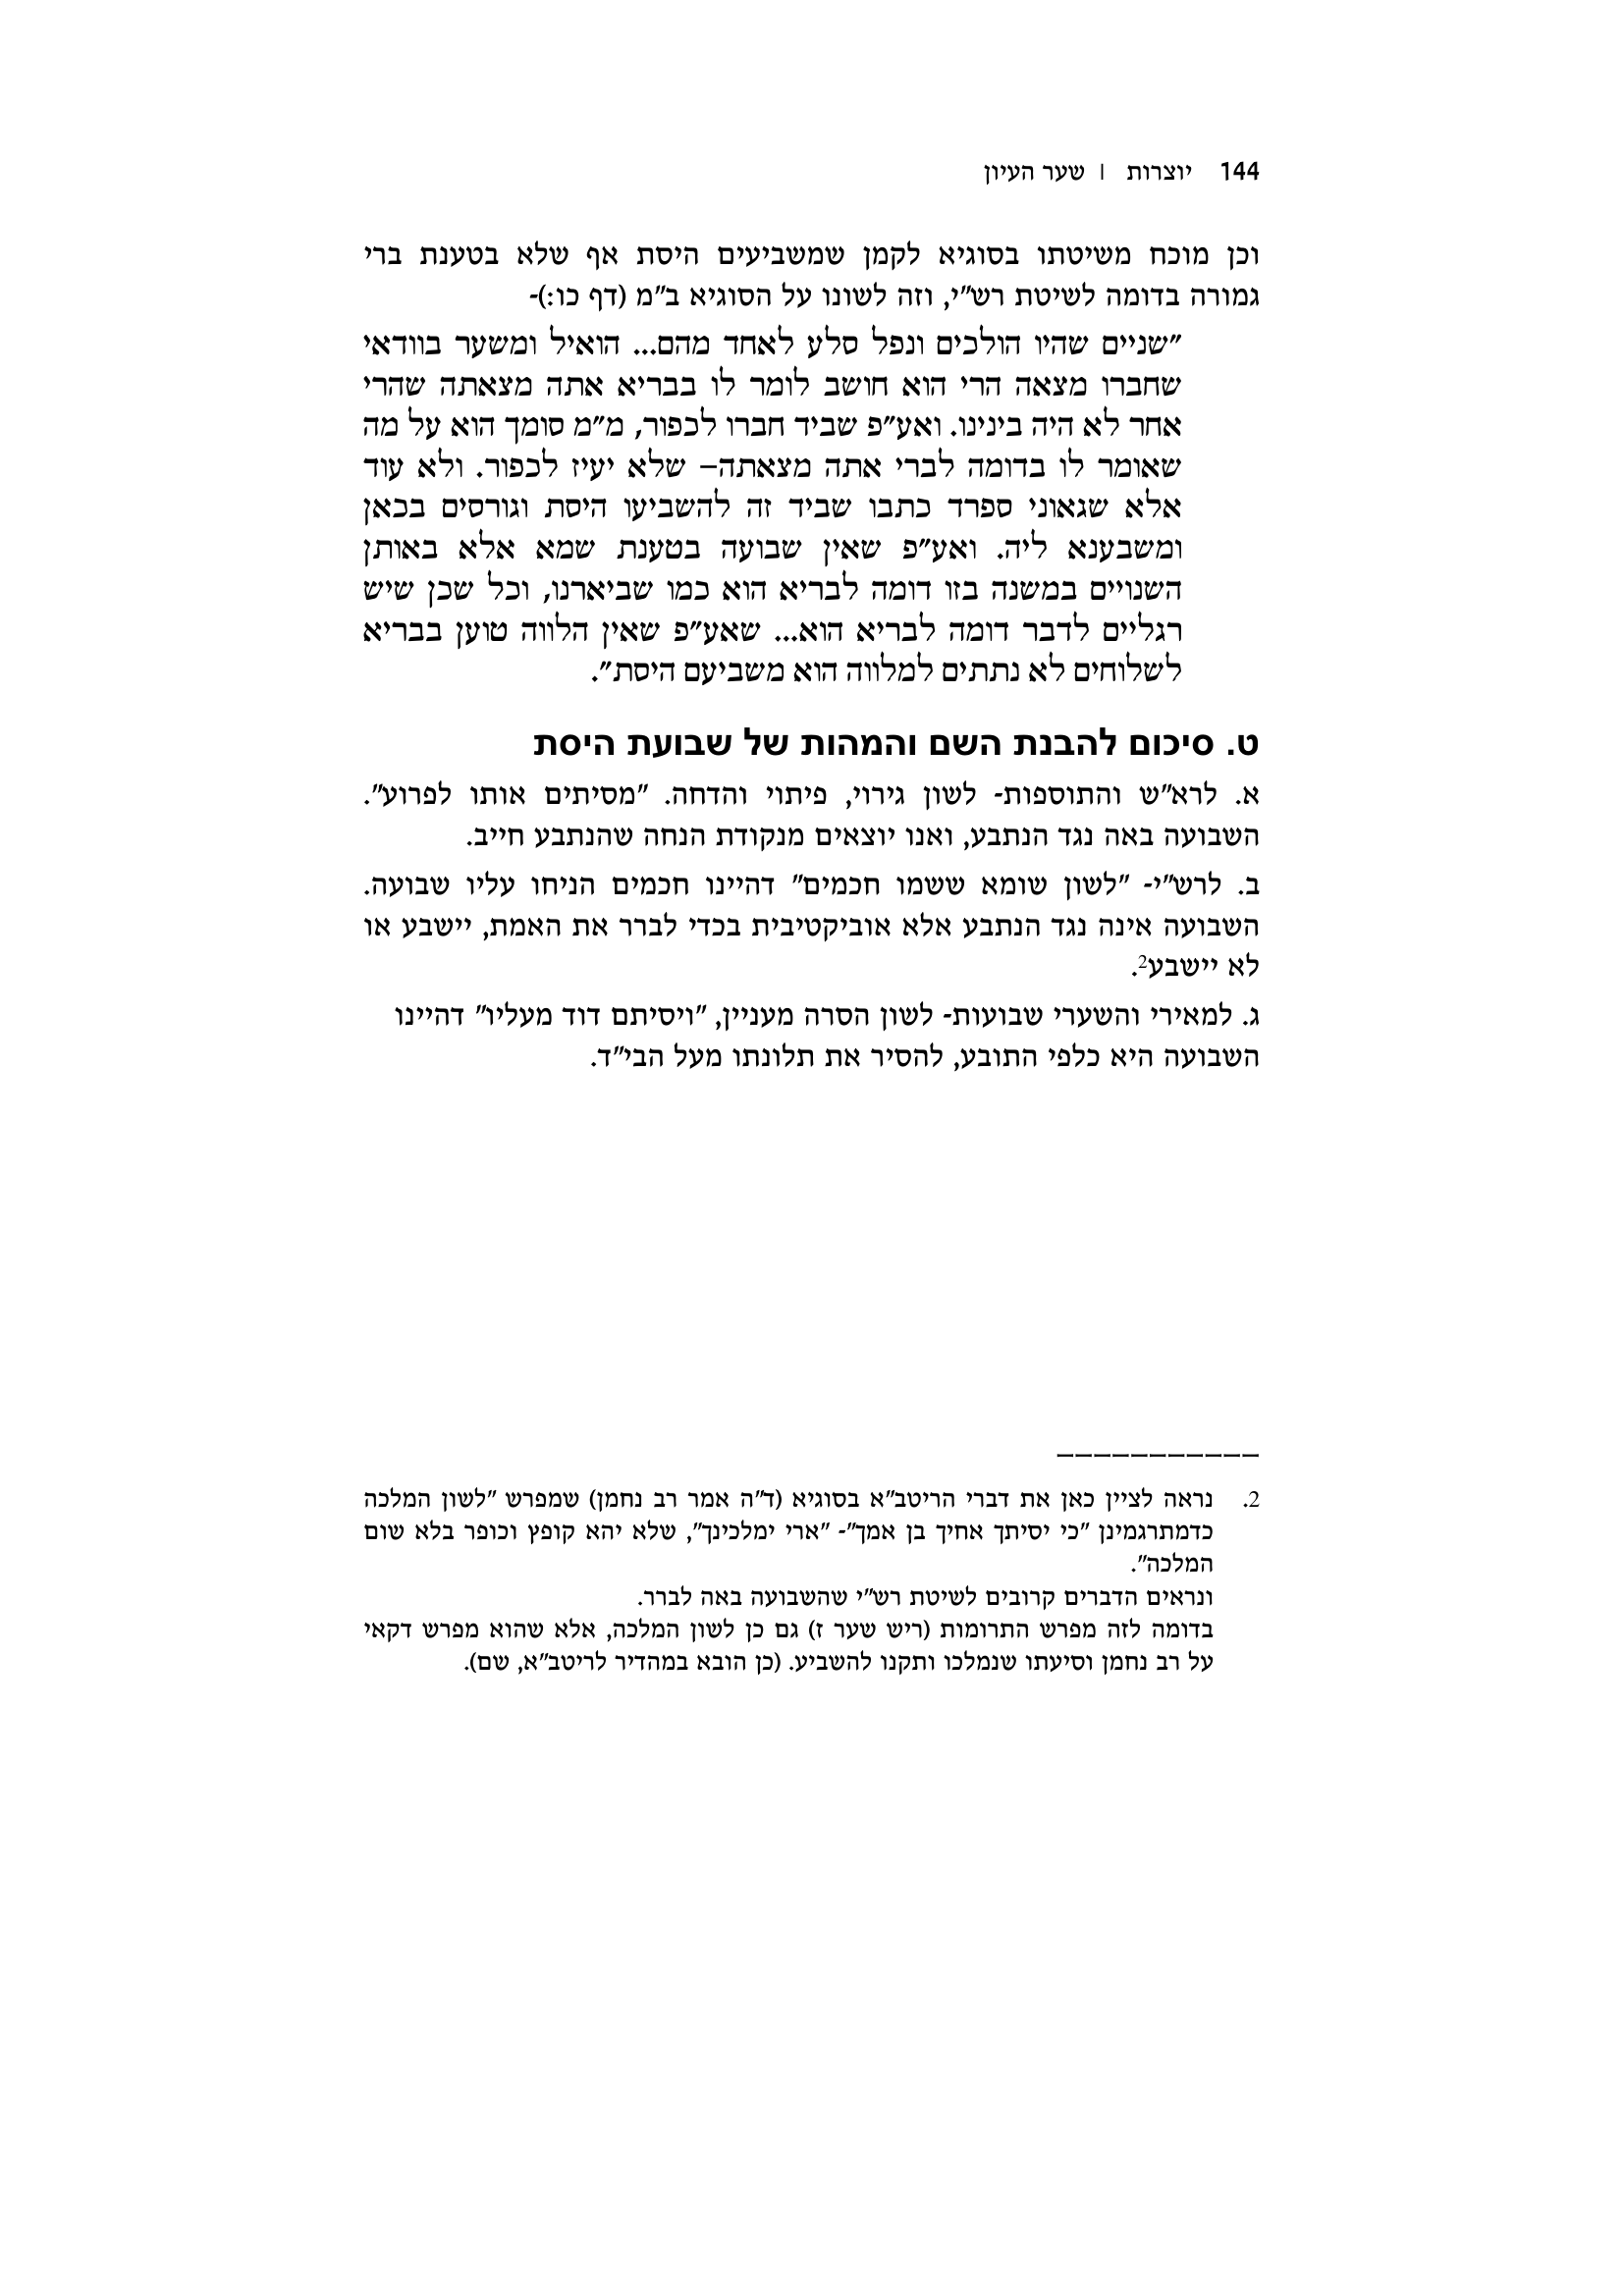 144 יוצרות | שער העיון
וכן מוכח משיטתו בסוגיא לקמן שמשביעים היסת אף שלא בטענת ברי
גמורה בדומה לשיטת רש"י, וזה לשונו על הסוגיא ב"מ (דף כו:)-
"שניים שהיו הולכים ונפל סלע לאחד מהם... הואיל ומשער בוודאי
שחברו מצאה הרי הוא חושב לומר לו בבריא אתה מצאתה שהרי
אחר לא היה בינינו. ואע"פ שביד חברו לכפור, מ"מ סומך הוא על מה
שאומר לו בדומה לברי אתה מצאתה– שלא יעיז לכפור. ולא עוד
אלא שגאוני ספרד כתבו שביד זה להשביעו היסת וגורסים בכאן
ומשבענא ליה. ואע"פ שאין שבועה בטענת שמא אלא באותן
השנויים במשנה בזו דומה לבריא הוא כמו שביארנו, וכל שכן שיש
רגליים לדבר דומה לבריא הוא... שאע"פ שאין הלווה טוען בבריא
לשלוחים לא נתתים למלווה הוא משביעם היסת".
ט. סיכום להבנת השם והמהות של שבועת היסת
א. לרא"ש והתוספות- לשון גירוי, פיתוי והדחה. "מסיתים אותו לפרוע".
השבועה באה נגד הנתבע, ואנו יוצאים מנקודת הנחה שהנתבע חייב.
ב. לרש"י- "לשון שומא ששמו חכמים" דהיינו חכמים הניחו עליו שבועה.
השבועה אינה נגד הנתבע אלא אוביקטיבית בכדי לברר את האמת, יישבע או
לא יישבע2.
ג. למאירי והשערי שבועות- לשון הסרה מעניין, "ויסיתם דוד מעליו" דהיינו
השבועה היא כלפי התובע, להסיר את תלונתו מעל הבי"ד.
2. נראה לציין כאן את דברי הריטב"א בסוגיא (ד"ה אמר רב נחמן) שמפרש "לשון המלכה
כדמתרגמינן "כי יסיתך אחיך בן אמך"- "ארי ימלכינך", שלא יהא קופץ וכופר בלא שום
המלכה".
ונראים הדברים קרובים לשיטת רש"י שהשבועה באה לברר.
בדומה לזה מפרש התרומות (ריש שער ז) גם כן לשון המלכה, אלא שהוא מפרש דקאי
על רב נחמן וסיעתו שנמלכו ותקנו להשביע. (כן הובא במהדיר לריטב"א, שם).